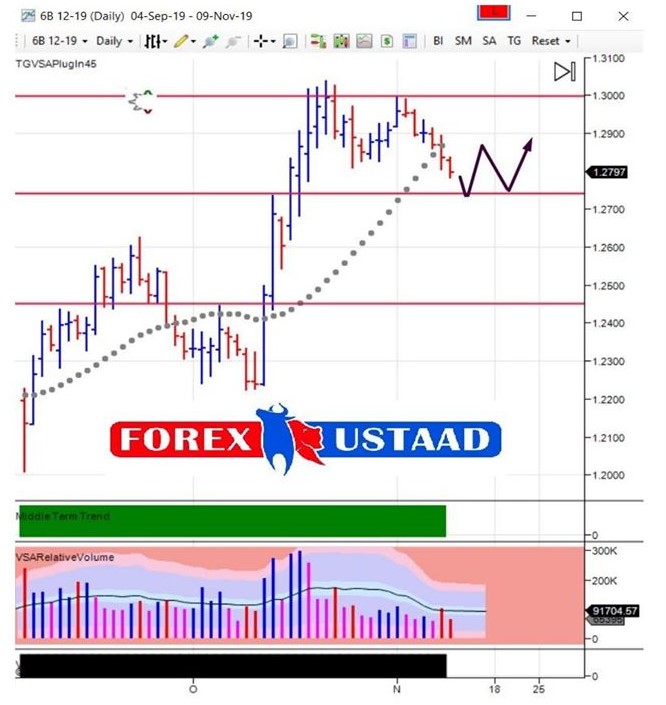 6B 12-19 (Daily) 04-Sep-19 - 09-Nov-19
6B 12-19 Daily BI SM SA TG Reset
TGVSAPlugIn45
1.3100
1.3000
1.2900
1.2797
1.2700
1.2600
1.2500
1.2400
1.2300
1.2200
1.2100
1.2000
FOREX USTAAD
Middle Term Trend
0
VSARelativeVolume
300K
200K
91704.57
0
0
O N 18 25